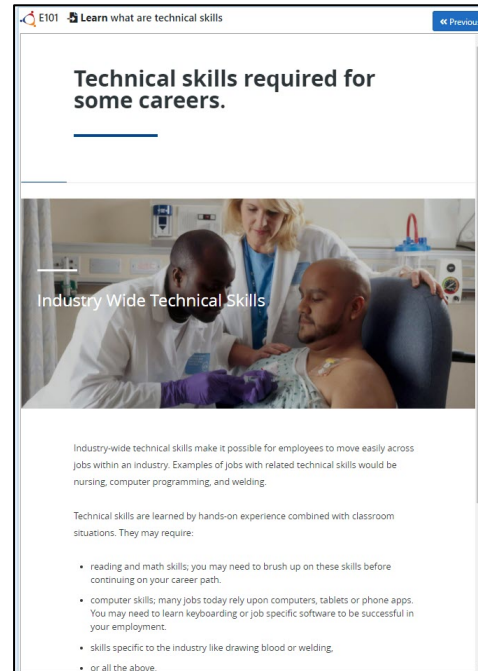 E101 Learn what are technical skills
« Previous
Technical skills required for
some careers.
Industry Wide Technical Skills
Industry-wide technical skills make it possible for employees to move easily across
jobs within an industry. Examples of jobs with related technical skills would be
nursing, computer programming, and welding.
Technical skills are learned by hands-on experience combined with classroom
situations. They may require:
• reading and math skills; you may need to brush up on these skills before
continuing on your career path.
• computer skills; many jobs today rely upon computers, tablets or phone apps.
You may need to learn keyboarding or job specific software to be successful in
your employment.
• skills specific to the industry like drawing blood or welding,
• or all the above.